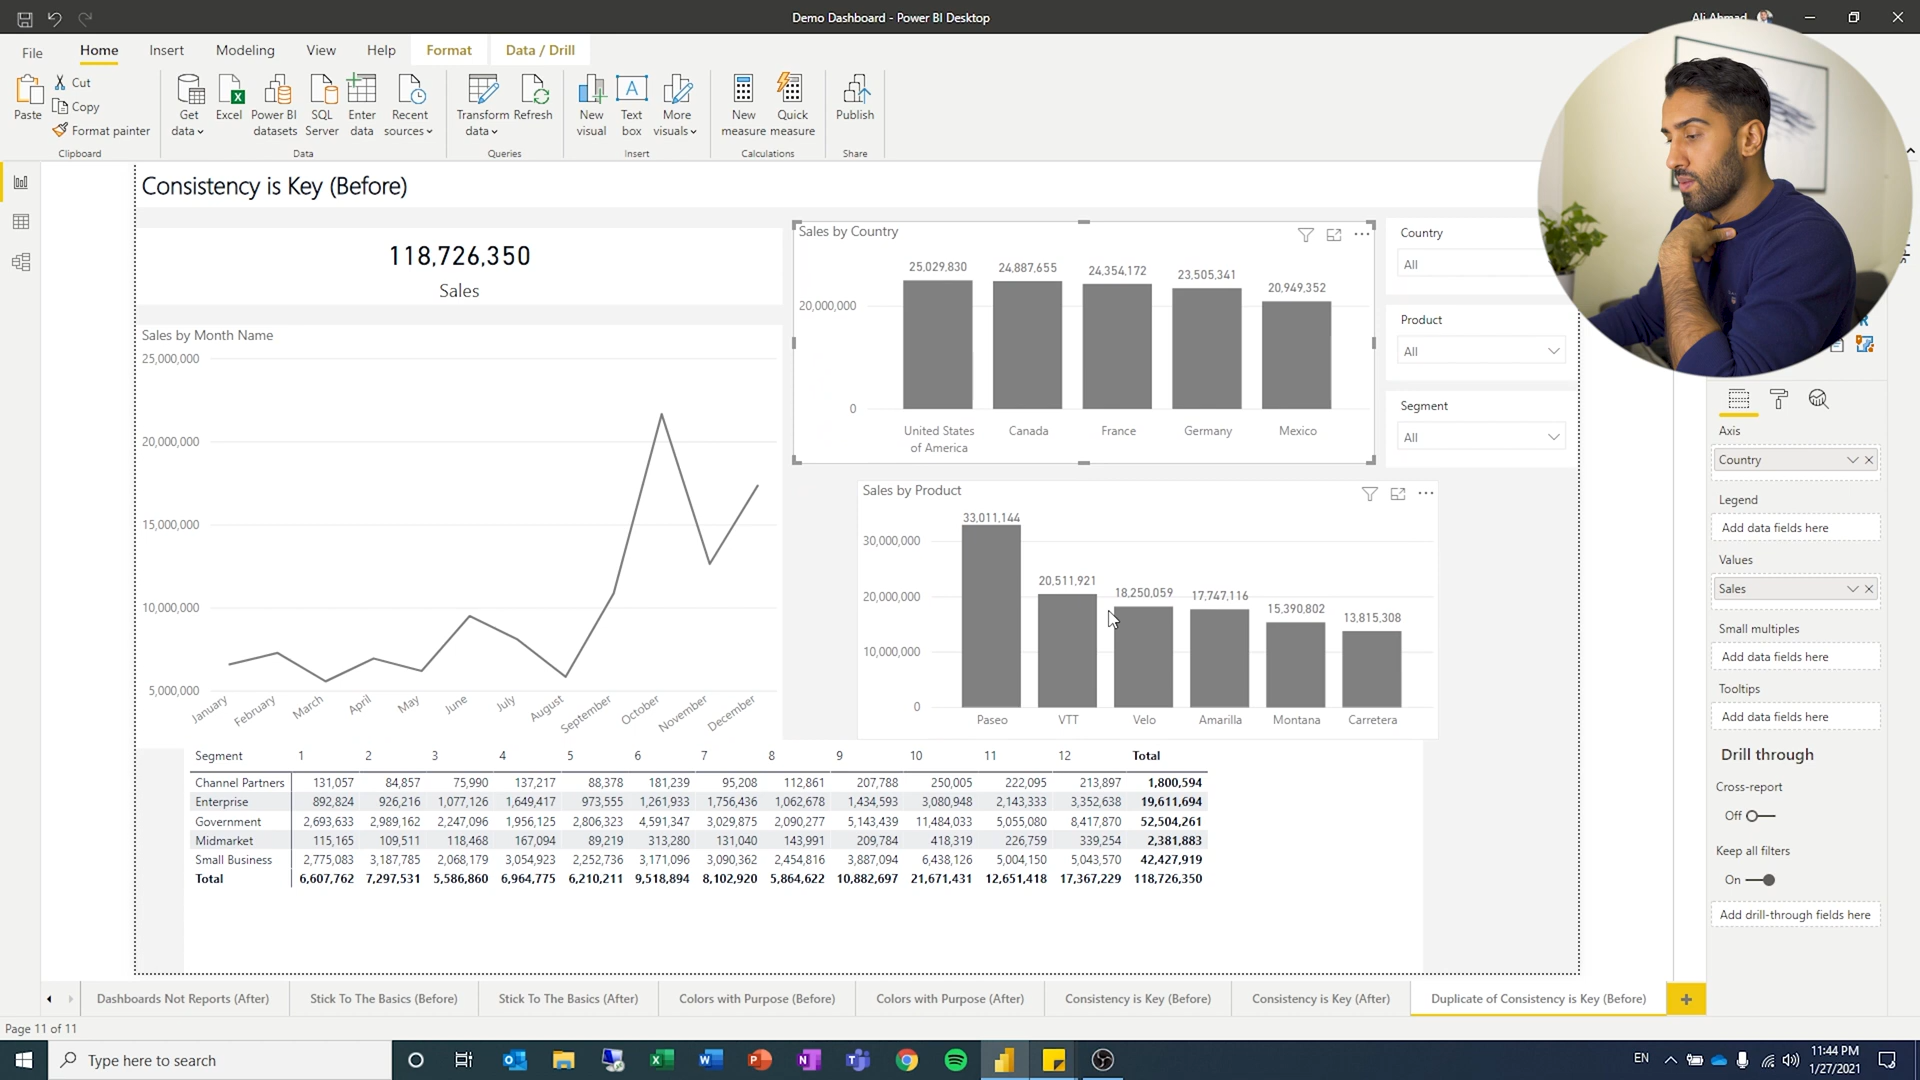 Demo Dashboard - Power BI Desktop
Ali Ahmad
File
Home
Insert
Modeling
View
Help
Format
Data / Drill
Paste
Cut
Copy
Format painter
Clipboard
Get data
Excel
Power BI datasets
SQL Server
Enter data
Recent sources
Data
Transform data
Refresh
Queries
New visual
Text box
More visuals
Insert
New measure
Quick measure
Calculations
Publish
Share
Consistency is Key (Before)
118,726,350
Sales
Sales by Month Name
25,000,000
20,000,000
15,000,000
10,000,000
5,000,000
January February March April May June July August September October November December
Sales by Country
25,029,830 24,887,655 24,354,172 23,505,341 20,949,352
20,000,000
0
United States of America
Canada
France
Germany
Mexico
Country
All
Product
All
Segment
All
Sales by Product
33,011,144 20,511,921 18,250,059 17,747,116 15,390,802 13,815,308
30,000,000
20,000,000
10,000,000
0
Paseo VTT Velo Amarilla Montana Carretera
Segment 1 2 3 4 5 6 7 8 9 10 11 12 Total
Channel Partners 131,057 84,857 75,990 137,217 88,378 181,239 95,208 112,861 207,788 250,005 222,095 213,897 1,800,594
Enterprise 892,824 926,216 1,077,126 1,649,417 973,555 1,261,933 1,756,436 1,062,678 1,434,593 3,080,948 2,143,333 3,352,638 19,611,694
Government 2,693,633 2,989,162 2,247,096 1,956,125 2,806,323 4,591,347 3,029,875 2,090,277 5,143,439 11,484,033 5,055,080 8,417,870 52,504,261
Midmarket 115,165 109,511 118,468 167,094 89,219 313,280 131,040 143,991 209,784 418,319 226,759 339,254 2,381,883
Small Business 2,775,083 3,187,785 2,068,179 3,054,923 2,252,736 3,171,096 3,090,362 2,454,816 3,887,094 6,438,126 5,004,150 5,043,570 42,427,919
Total 6,607,762 7,297,531 5,586,860 6,964,775 6,210,211 9,518,894 8,102,920 5,864,622 10,882,697 21,671,431 12,651,418 17,367,229 118,726,350
Axis
Country
Legend
Add data fields here
Values
Sales
Small multiples
Add data fields here
Tooltips
Add data fields here
Drill through
Cross-report
Off
Keep all filters
On
Add drill-through fields here
Dashboards Not Reports (After)
Stick To The Basics (Before)
Stick To The Basics (After)
Colors with Purpose (Before)
Colors with Purpose (After)
Consistency is Key (Before)
Consistency is Key (After)
Duplicate of Consistency is Key (Before)
Page 11 of 11
Type here to search
EN
11:44 PM
1/27/2021